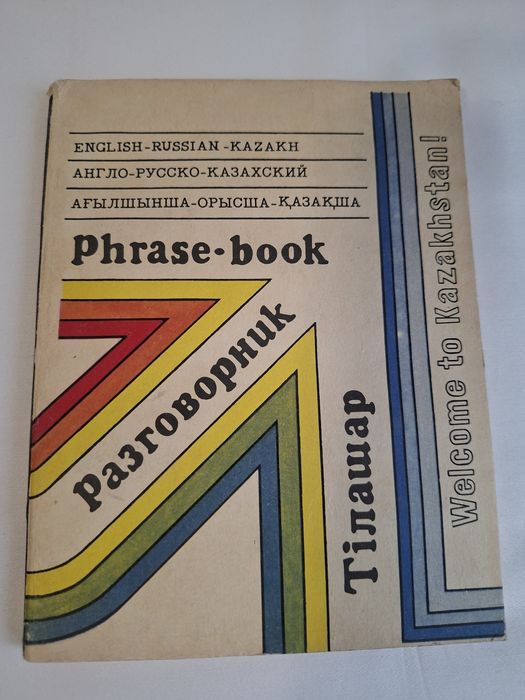 ENGLISH-RUSSIAN-KAZAKH
АНГЛО-РУССКО-КАЗАХСКИЙ
АҒЫЛШЫНША-ОРЫСША-ҚАЗАҚША
Phrase-book
Разговорник
Тілашар
Welcome to Kazakhstan!